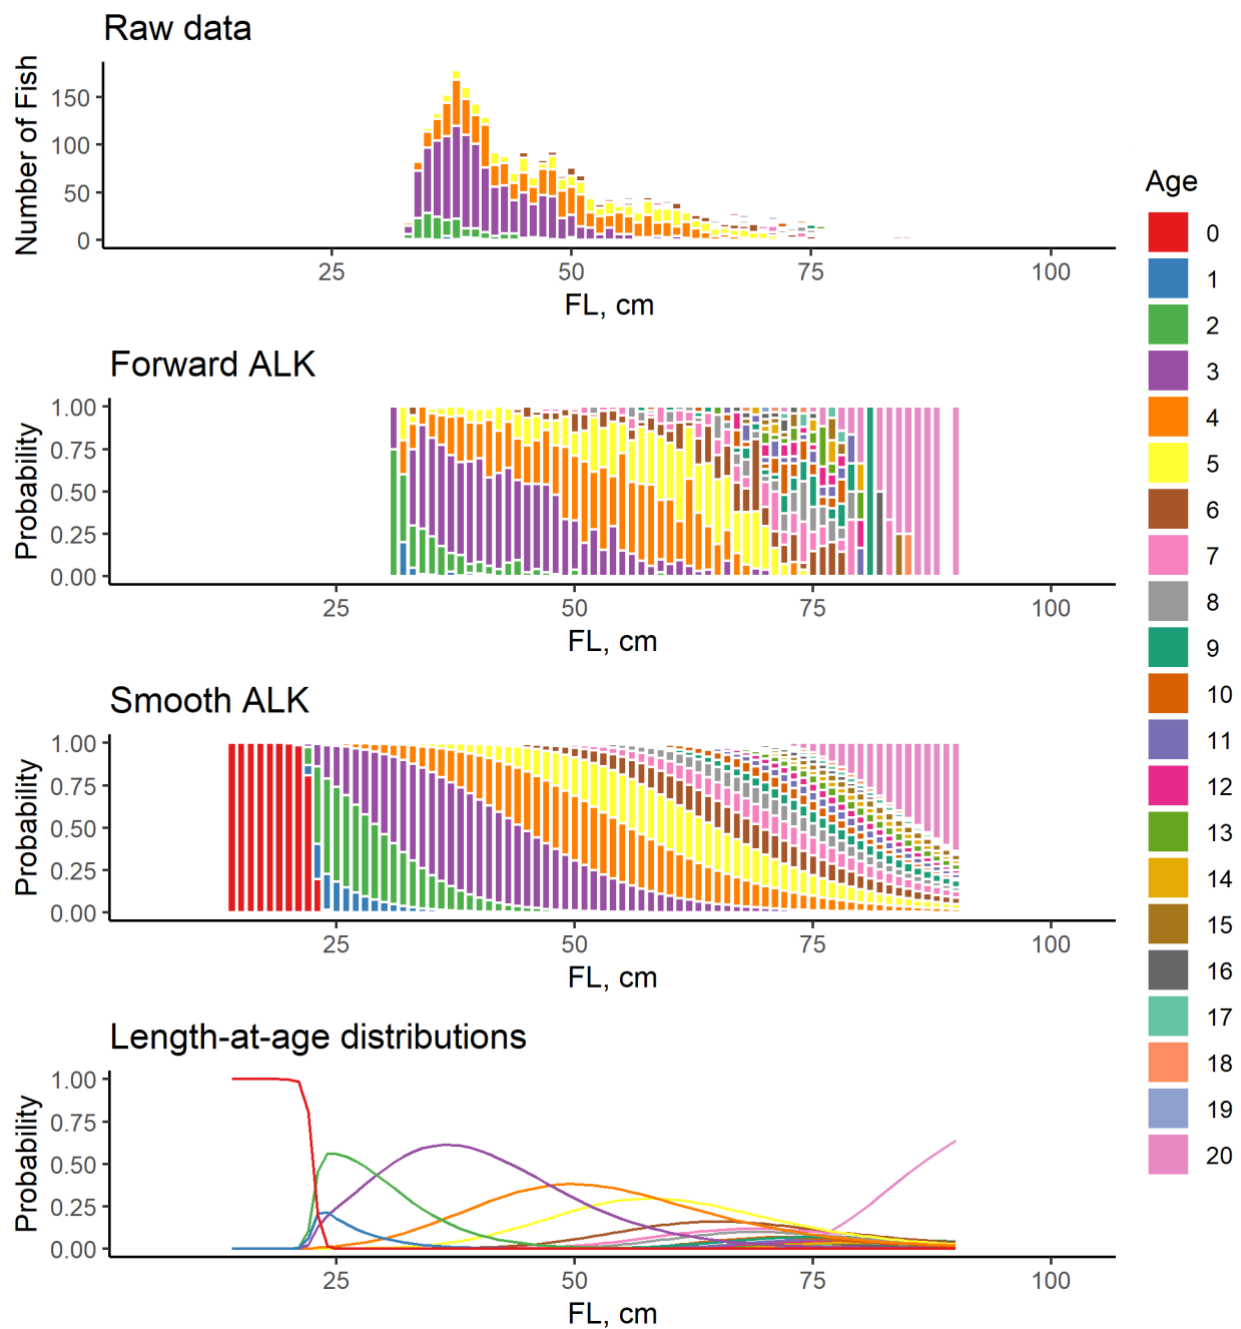 Raw data
Number of Fish
150
100
50
0
25 50 75 100
FL, cm
Forward ALK
Probability
1.00
0.75
0.50
0.25
0.00
25 50 75 100
FL, cm
Smooth ALK
Probability
1.00
0.75
0.50
0.25
0.00
25 50 75 100
FL, cm
Length-at-age distributions
Probability
1.00
0.75
0.50
0.25
0.00
25 50 75 100
FL, cm
Age
0
1
2
3
4
5
6
7
8
9
10
11
12
13
14
15
16
17
18
19
20